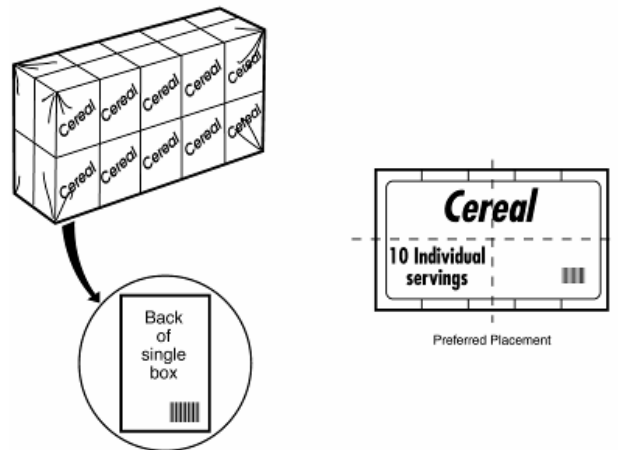 Cereal Cereal Cereal Cereal Cereal
Cereal Cereal Cereal Cereal Cereal
Back
of
single
box
Cereal
10 Individual
servings
Preferred Placement